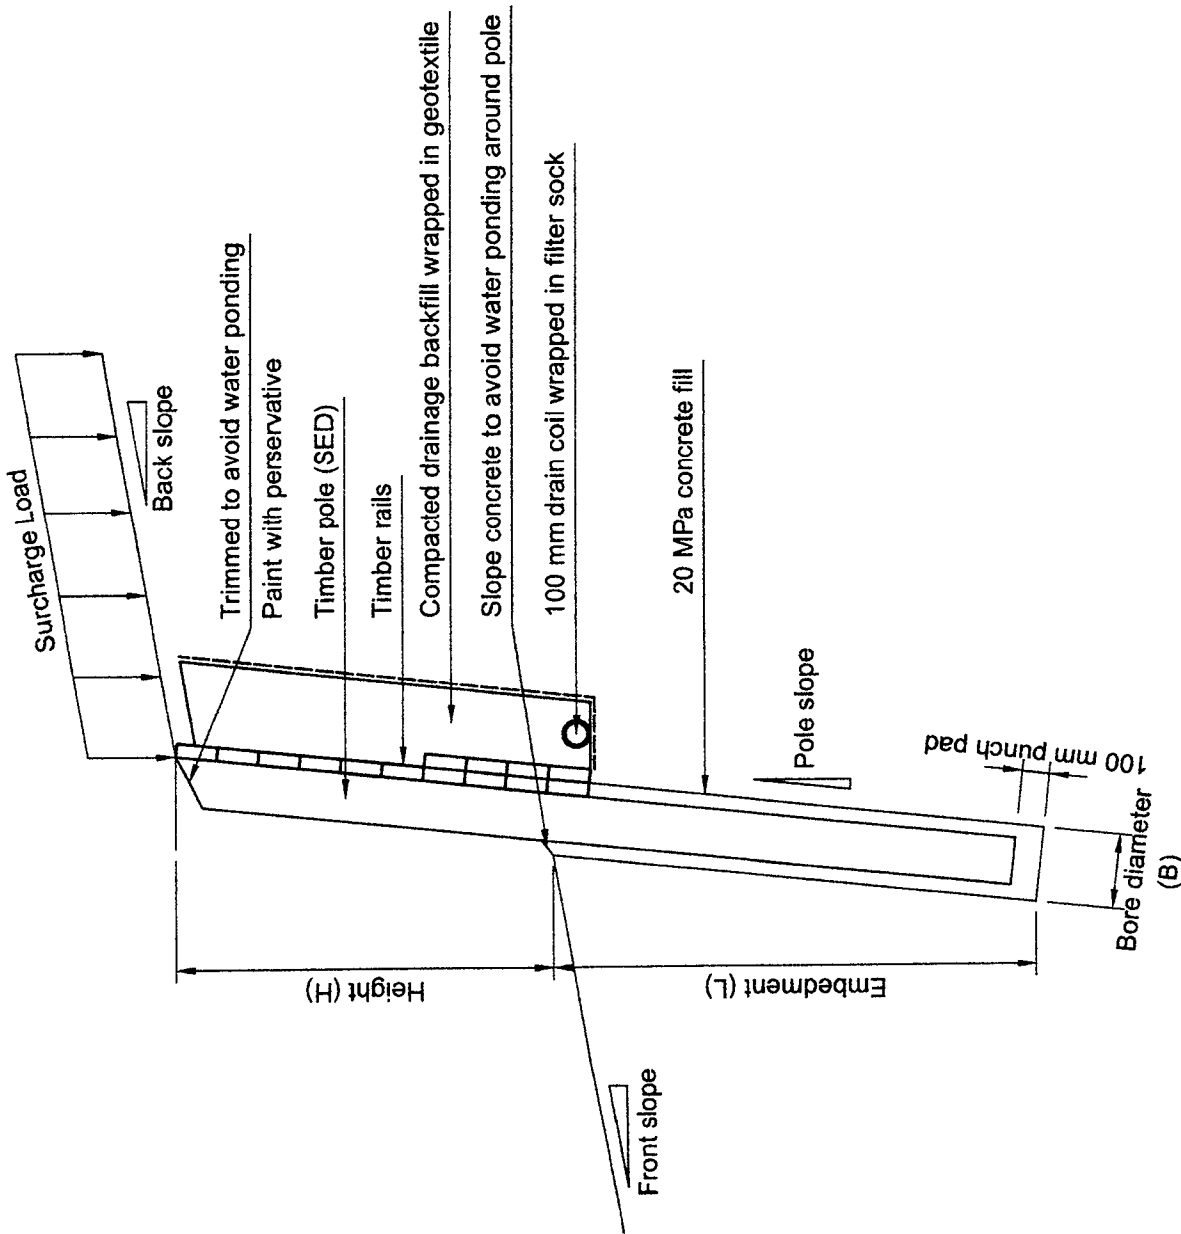 Surcharge Load
Back slope
Trimmed to avoid water ponding
Paint with perservative
Timber pole (SED)
Timber rails
Compacted drainage backfill wrapped in geotextile
Slope concrete to avoid water ponding around pole
100 mm drain coil wrapped in filter sock
20 MPa concrete fill
Height (H)
Embedment (L)
Front slope
Pole slope
100 mm punch pad
Bore diameter
(B)